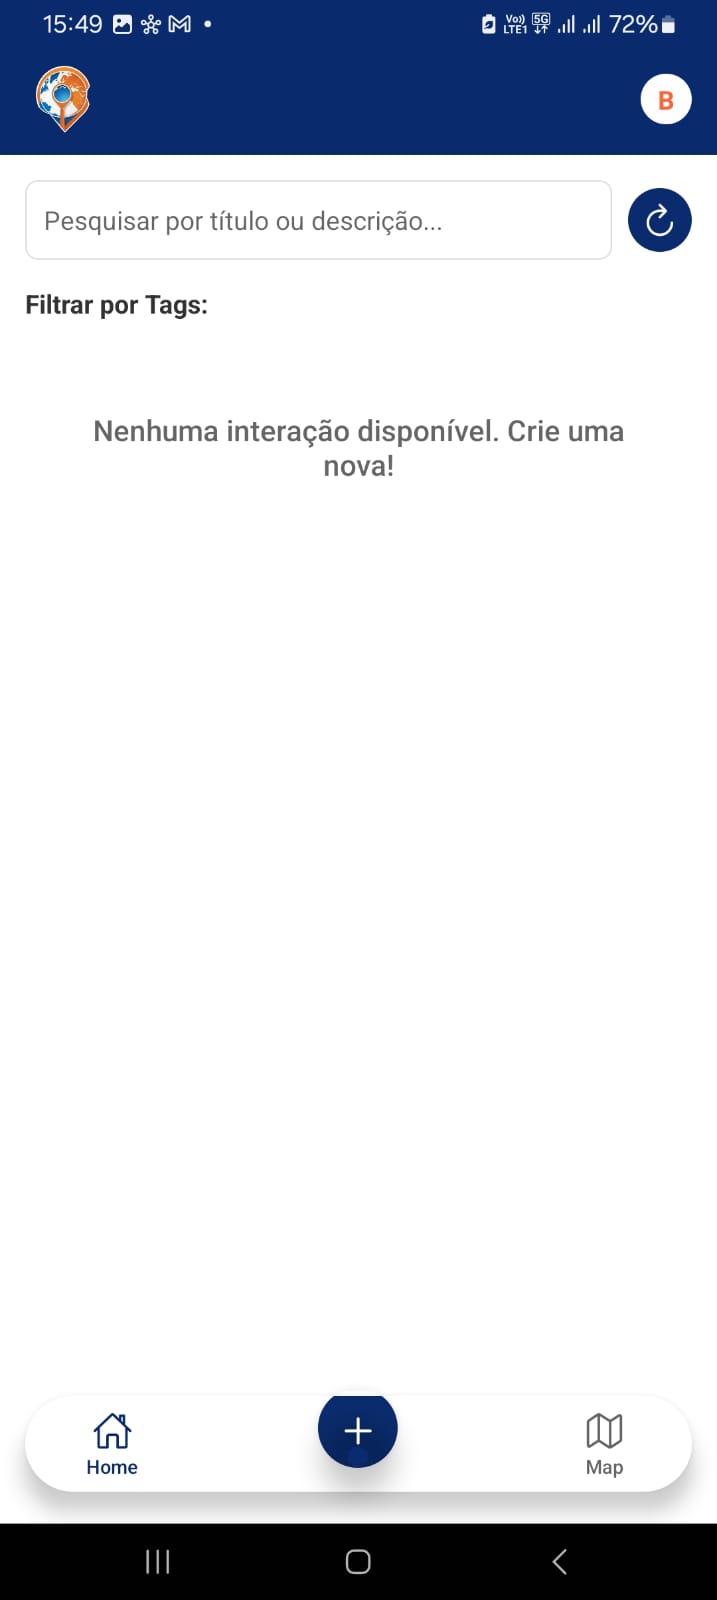 15:49
Vo)) LTE1 5G 72%
B
Pesquisar por título ou descrição...
Filtrar por Tags:
Nenhuma interação disponível. Crie uma
nova!
Home
Map